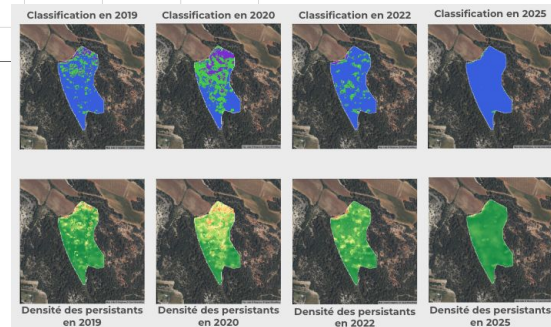 Classification en 2019
Classification en 2020
Classification en 2022
Classification en 2025
Densité des persistants
en 2019
Densité des persistants
en 2020
Densité des persistants
en 2022
Densité des persistants
en 2025